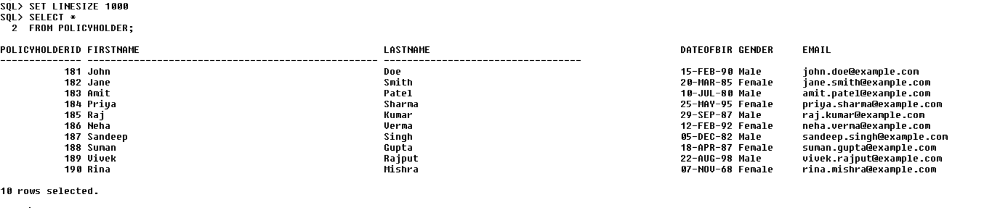 SQL> SET LINESIZE 1000
SQL> SELECT *
  2  FROM POLICYHOLDER;

POLICYHOLDERID FIRSTNAME                                          LASTNAME                                           DATEOFBIR GENDER     EMAIL
-------------- -------------------------------------------------- ----------------------------------
           181 John                                               Doe                                                15-FEB-90 Male       john.doe@example.com
           182 Jane                                               Smith                                              20-MAR-85 Female     jane.smith@example.com
           183 Amit                                               Patel                                              10-JUL-80 Male       amit.patel@example.com
           184 Priya                                              Sharma                                             25-MAY-95 Female     priya.sharma@example.com
           185 Raj                                                Kumar                                              29-SEP-87 Male       raj.kumar@example.com
           186 Neha                                               Verma                                              12-FEB-92 Female     neha.verma@example.com
           187 Sandeep                                            Singh                                              05-DEC-82 Male       sandeep.singh@example.com
           188 Suman                                              Gupta                                              18-APR-87 Female     suman.gupta@example.com
           189 Vivek                                              Rajput                                             22-AUG-98 Male       vivek.rajput@example.com
           190 Rina                                               Mishra                                             07-NOV-68 Female     rina.mishra@example.com

10 rows selected.